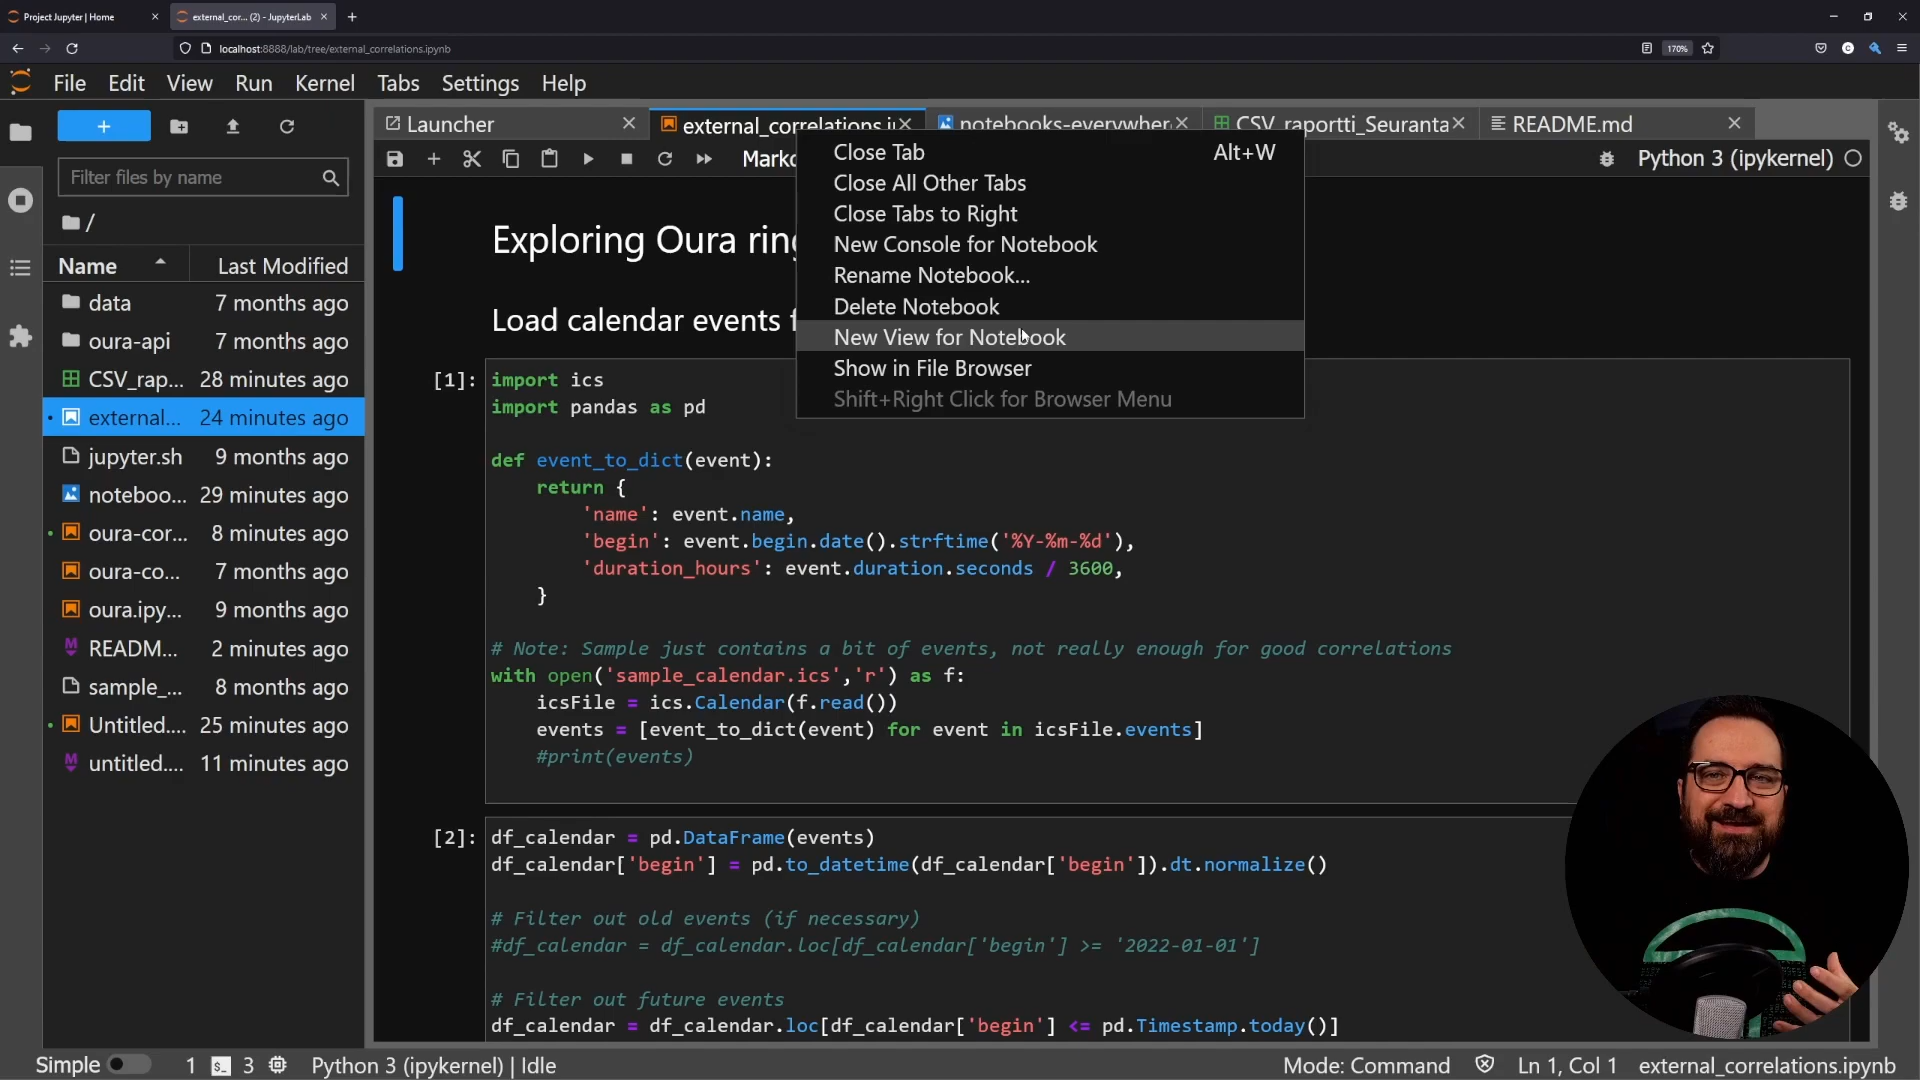 Project Jupyter | Home
external_cor... (2) - JupyterLab
localhost:8888/lab/tree/external_correlations.ipynb
170%
File Edit View Run Kernel Tabs Settings Help
Launcher
external_correlations.i
notebooks-everywher
CSV_raportti_Seuranta
README.md
Filter files by name
/
Name Last Modified
data 7 months ago
oura-api 7 months ago
CSV_rap... 28 minutes ago
external... 24 minutes ago
jupyter.sh 9 months ago
noteboo... 29 minutes ago
oura-cor... 8 minutes ago
oura-co... 7 months ago
oura.ipy... 9 months ago
READM... 2 minutes ago
sample_... 8 months ago
Untitled.... 25 minutes ago
untitled.... 11 minutes ago
Marko
Python 3 (ipykernel)
Close Tab Alt+W
Close All Other Tabs
Close Tabs to Right
New Console for Notebook
Rename Notebook...
Delete Notebook
New View for Notebook
Show in File Browser
Shift+Right Click for Browser Menu
Exploring Oura ring
Load calendar events f
[1]: import ics
import pandas as pd
def event_to_dict(event):
return {
'name': event.name,
'begin': event.begin.date().strftime('%Y-%m-%d'),
'duration_hours': event.duration.seconds / 3600,
}
# Note: Sample just contains a bit of events, not really enough for good correlations
with open('sample_calendar.ics','r') as f:
icsFile = ics.Calendar(f.read())
events = [event_to_dict(event) for event in icsFile.events]
#print(events)
[2]: df_calendar = pd.DataFrame(events)
df_calendar['begin'] = pd.to_datetime(df_calendar['begin']).dt.normalize()
# Filter out old events (if necessary)
#df_calendar = df_calendar.loc[df_calendar['begin'] >= '2022-01-01']
# Filter out future events
df_calendar = df_calendar.loc[df_calendar['begin'] <= pd.Timestamp.today()]
Simple 1 3 Python 3 (ipykernel) | Idle
Mode: Command Ln 1, Col 1 external_correlations.ipynb